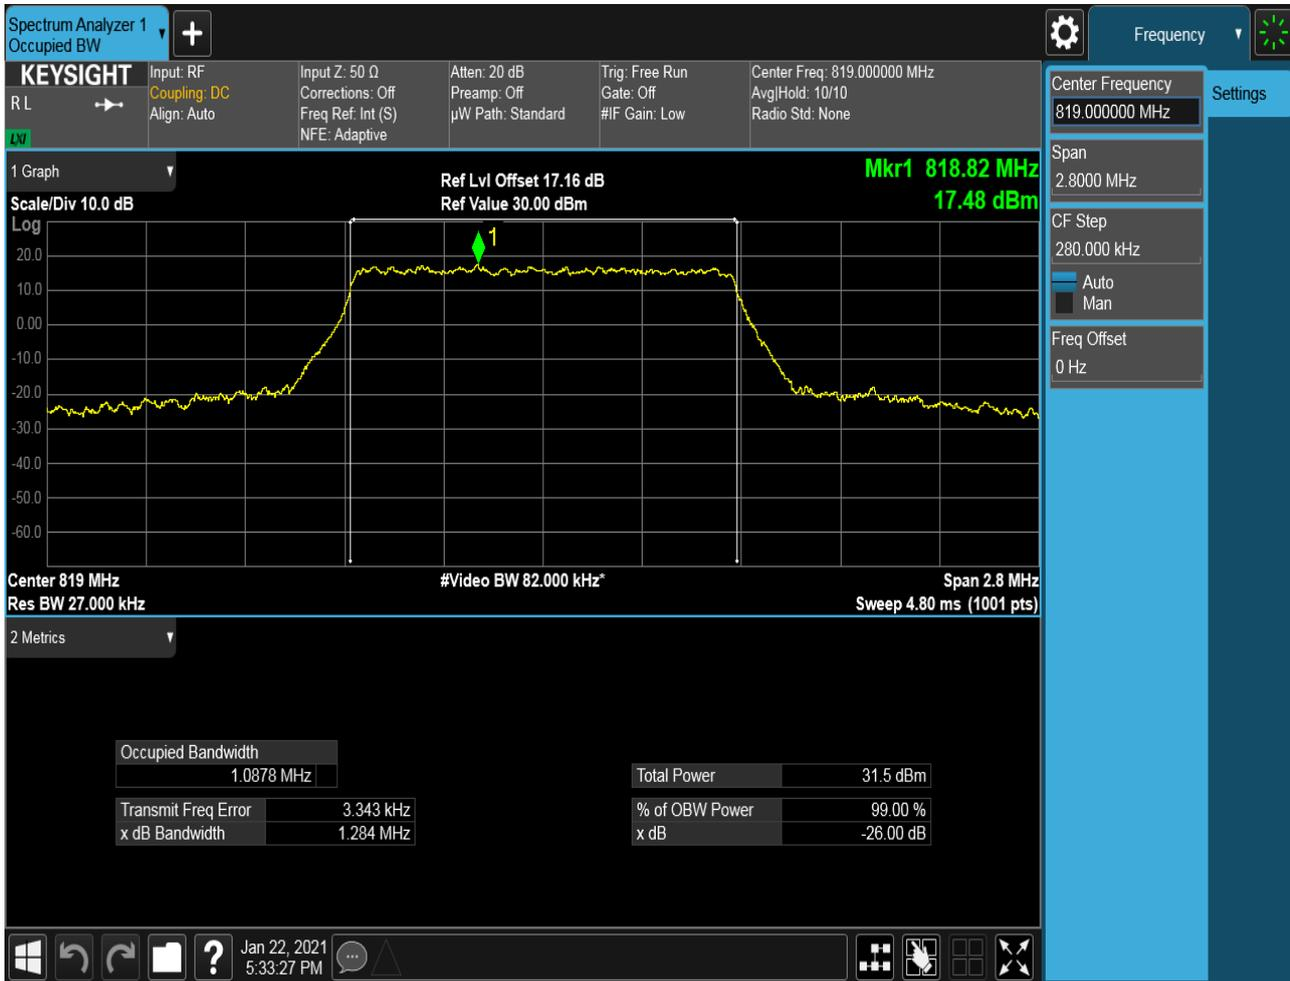 Spectrum Analyzer 1
Occupied BW
Frequency
KEYSIGHT
R L
LXI
Input: RF
Coupling: DC
Align: Auto
Input Z: 50 Ω
Corrections: Off
Freq Ref: Int (S)
NFE: Adaptive
Atten: 20 dB
Preamp: Off
µW Path: Standard
Trig: Free Run
Gate: Off
#IF Gain: Low
Center Freq: 819.000000 MHz
Avg|Hold: 10/10
Radio Std: None
Center Frequency
819.000000 MHz
Settings
Span
2.8000 MHz
CF Step
280.000 kHz
Auto
Man
Freq Offset
0 Hz
1 Graph
Scale/Div 10.0 dB
Log
Ref Lvl Offset 17.16 dB
Ref Value 30.00 dBm
Mkr1 818.82 MHz
17.48 dBm
1
20.0
10.0
0.00
-10.0
-20.0
-30.0
-40.0
-50.0
-60.0
Center 819 MHz
#Video BW 82.000 kHz*
Span 2.8 MHz
Res BW 27.000 kHz
Sweep 4.80 ms (1001 pts)
2 Metrics
Occupied Bandwidth
1.0878 MHz
Transmit Freq Error 3.343 kHz
x dB Bandwidth 1.284 MHz
Total Power 31.5 dBm
% of OBW Power 99.00 %
x dB -26.00 dB
?
Jan 22, 2021
5:33:27 PM